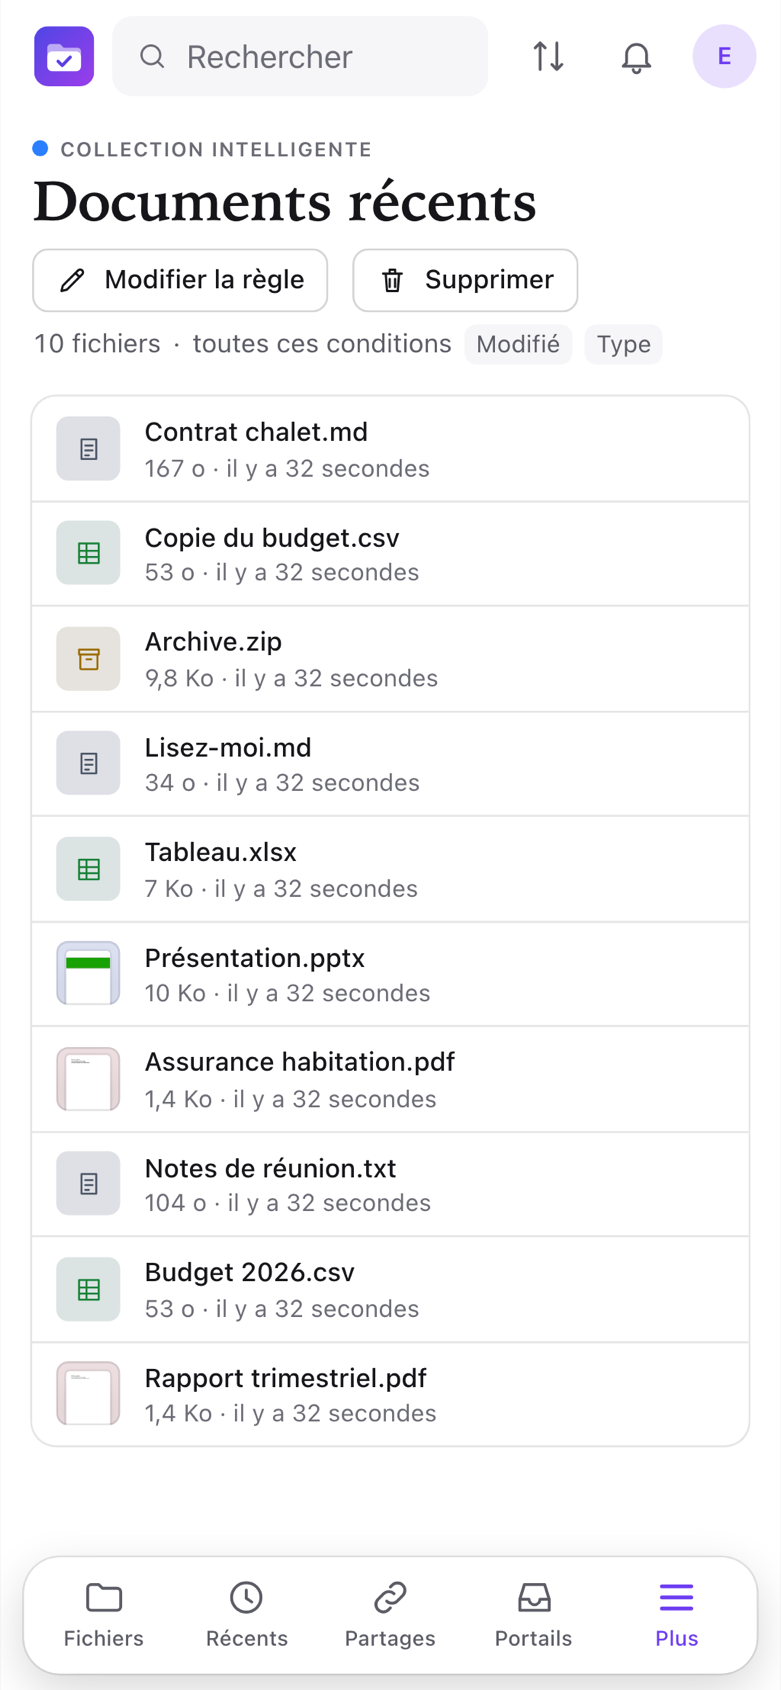 Rechercher
E
COLLECTION INTELLIGENTE
Documents récents
Modifier la règle
Supprimer
10 fichiers · toutes ces conditions Modifié Type
Contrat chalet.md
167 o · il y a 32 secondes
Copie du budget.csv
53 o · il y a 32 secondes
Archive.zip
9,8 Ko · il y a 32 secondes
Lisez-moi.md
34 o · il y a 32 secondes
Tableau.xlsx
7 Ko · il y a 32 secondes
Présentation.pptx
10 Ko · il y a 32 secondes
Assurance habitation.pdf
1,4 Ko · il y a 32 secondes
Notes de réunion.txt
104 o · il y a 32 secondes
Budget 2026.csv
53 o · il y a 32 secondes
Rapport trimestriel.pdf
1,4 Ko · il y a 32 secondes
Fichiers
Récents
Partages
Portails
Plus